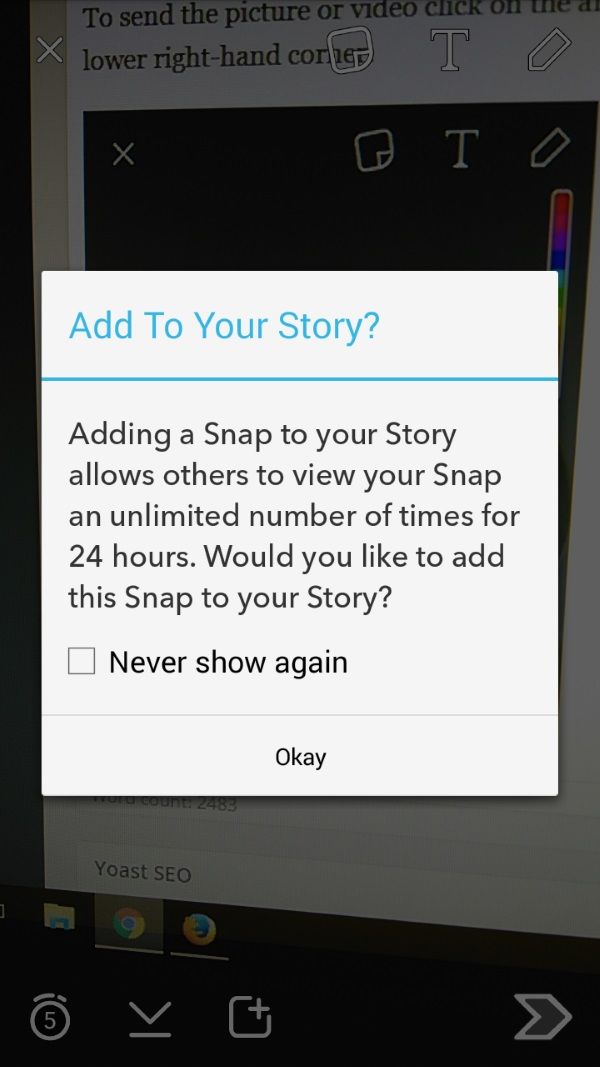 To send the picture or video click on the
lower right-hand corner
T
T
Add To Your Story?
Adding a Snap to your Story
allows others to view your Snap
an unlimited number of times for
24 hours. Would you like to add
this Snap to your Story?
Never show again
Okay
Word count: 2483
Yoast SEO
5